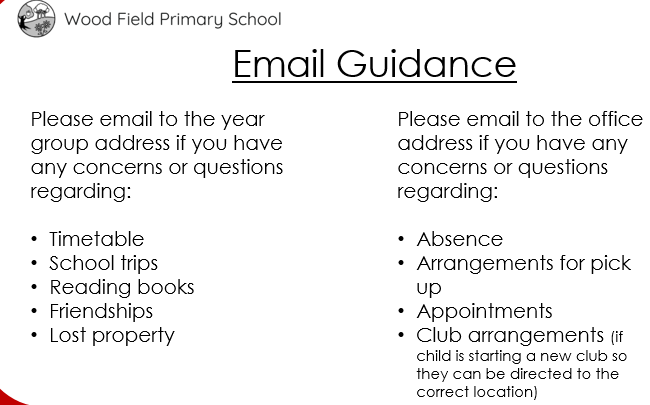 Wood Field Primary School
Email Guidance
Please email to the year
group address if you have
any concerns or questions
regarding:
• Timetable
• School trips
• Reading books
• Friendships
• Lost property
Please email to the office
address if you have any
concerns or questions
regarding:
• Absence
• Arrangements for pick
up
• Appointments
• Club arrangements (if
child is starting a new club so
they can be directed to the
correct location)